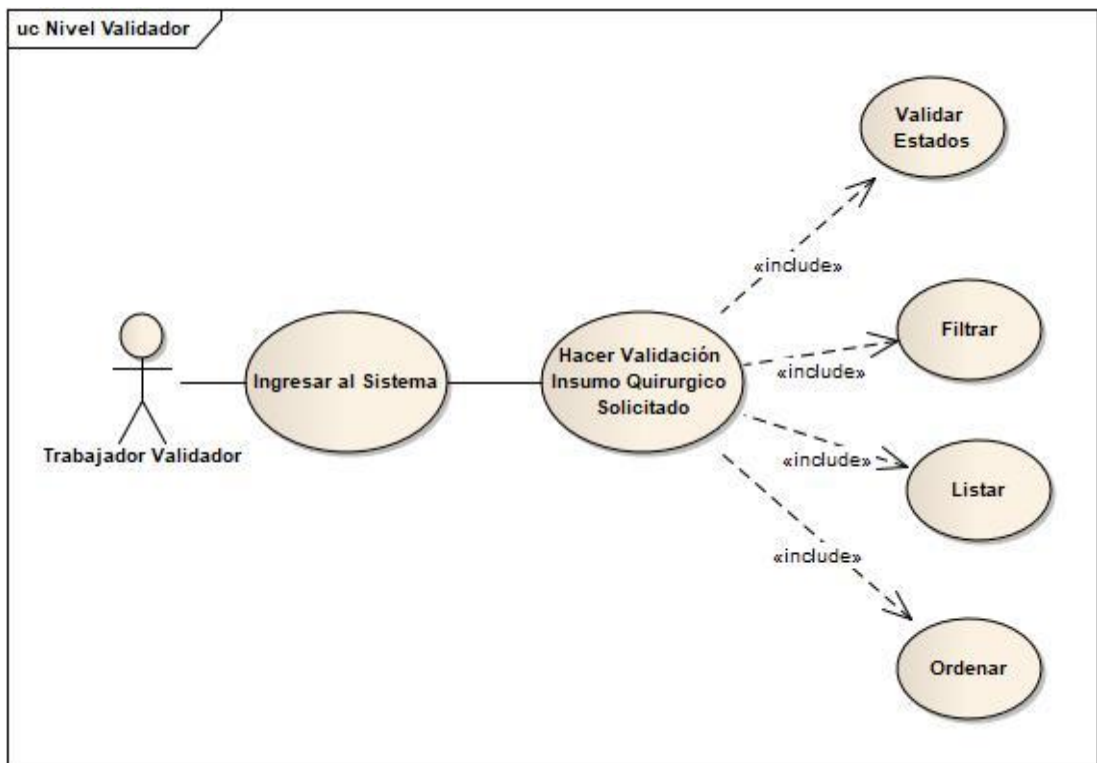 uc Nivel Validador
Validar
Estados
«include»
Filtrar
Hacer Validación
Insumo Quirurgico
Solicitado
Ingresar al Sistema
«include»
Trabajador Validador
«include»
Listar
«include»
Ordenar